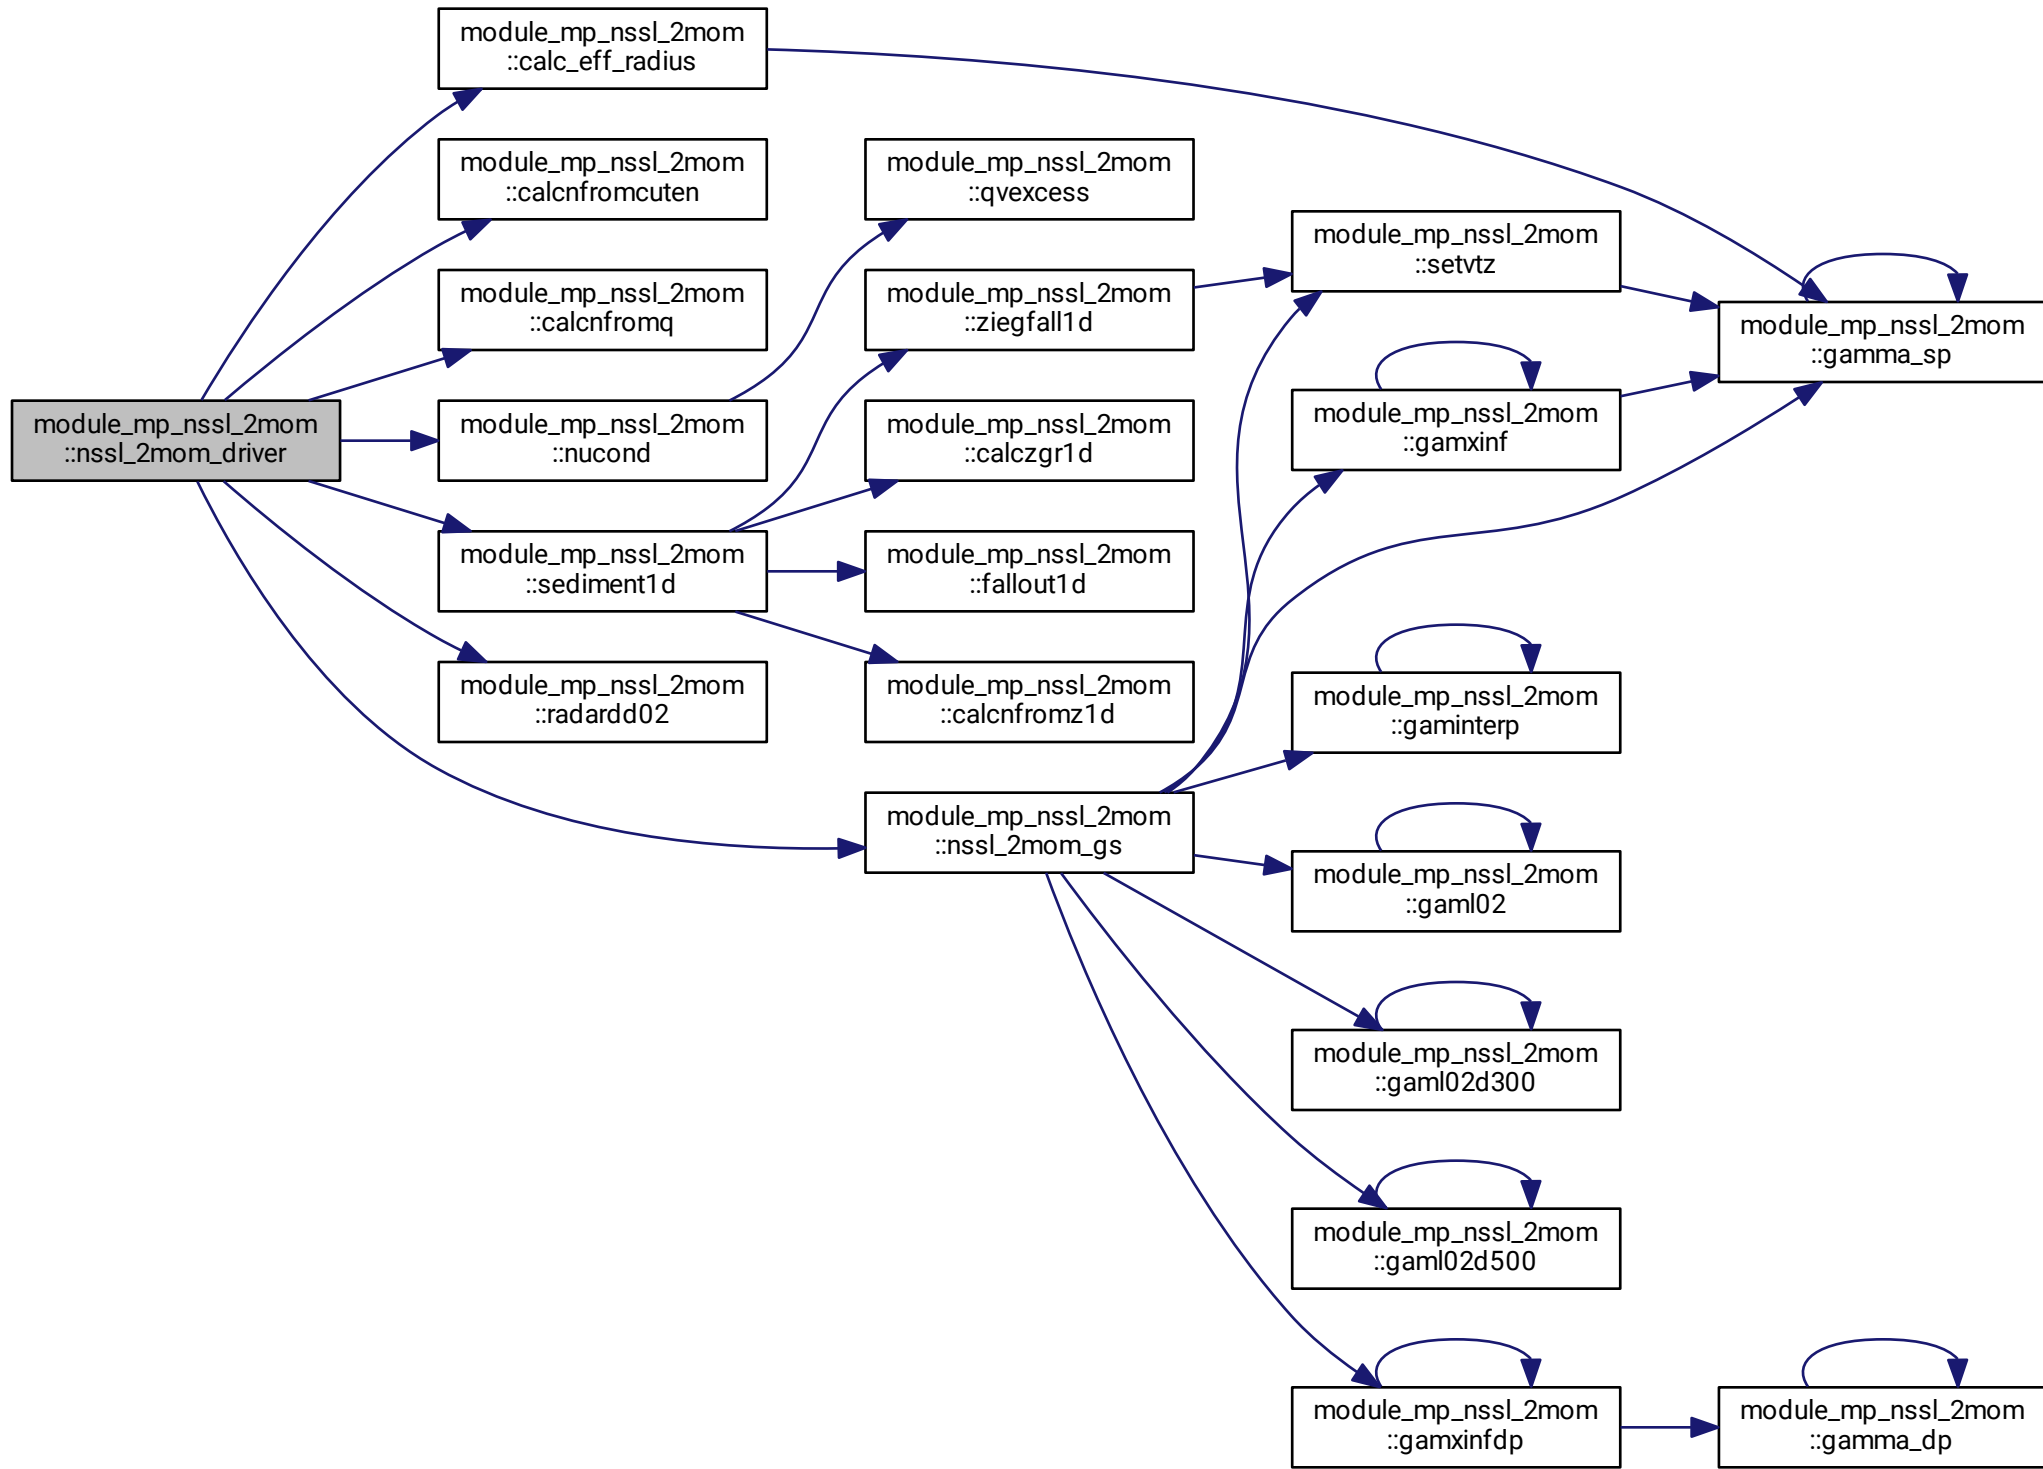 module_mp_nssl_2mom
::calc_eff_radius
module_mp_nssl_2mom
::calcnfromcuten
module_mp_nssl_2mom
::qvexcess
module_mp_nssl_2mom
::setvtz
module_mp_nssl_2mom
::calcnfromq
module_mp_nssl_2mom
::ziegfall1d
module_mp_nssl_2mom
::gamma_sp
module_mp_nssl_2mom
::nssl_2mom_driver
module_mp_nssl_2mom
::nucond
module_mp_nssl_2mom
::calczgr1d
module_mp_nssl_2mom
::gamxinf
module_mp_nssl_2mom
::sediment1d
module_mp_nssl_2mom
::fallout1d
module_mp_nssl_2mom
::radardd02
module_mp_nssl_2mom
::calcnfromz1d
module_mp_nssl_2mom
::gaminterp
module_mp_nssl_2mom
::nssl_2mom_gs
module_mp_nssl_2mom
::gaml02
module_mp_nssl_2mom
::gaml02d300
module_mp_nssl_2mom
::gaml02d500
module_mp_nssl_2mom
::gamxinfdp
module_mp_nssl_2mom
::gamma_dp